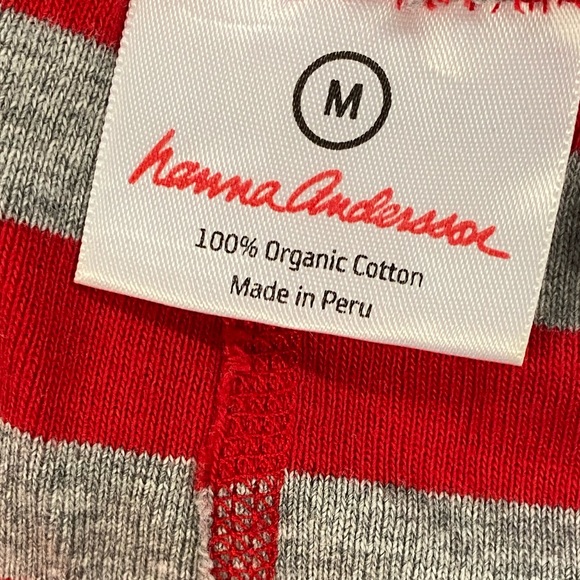 M
hanna Andersson
100% Organic Cotton
Made in Peru